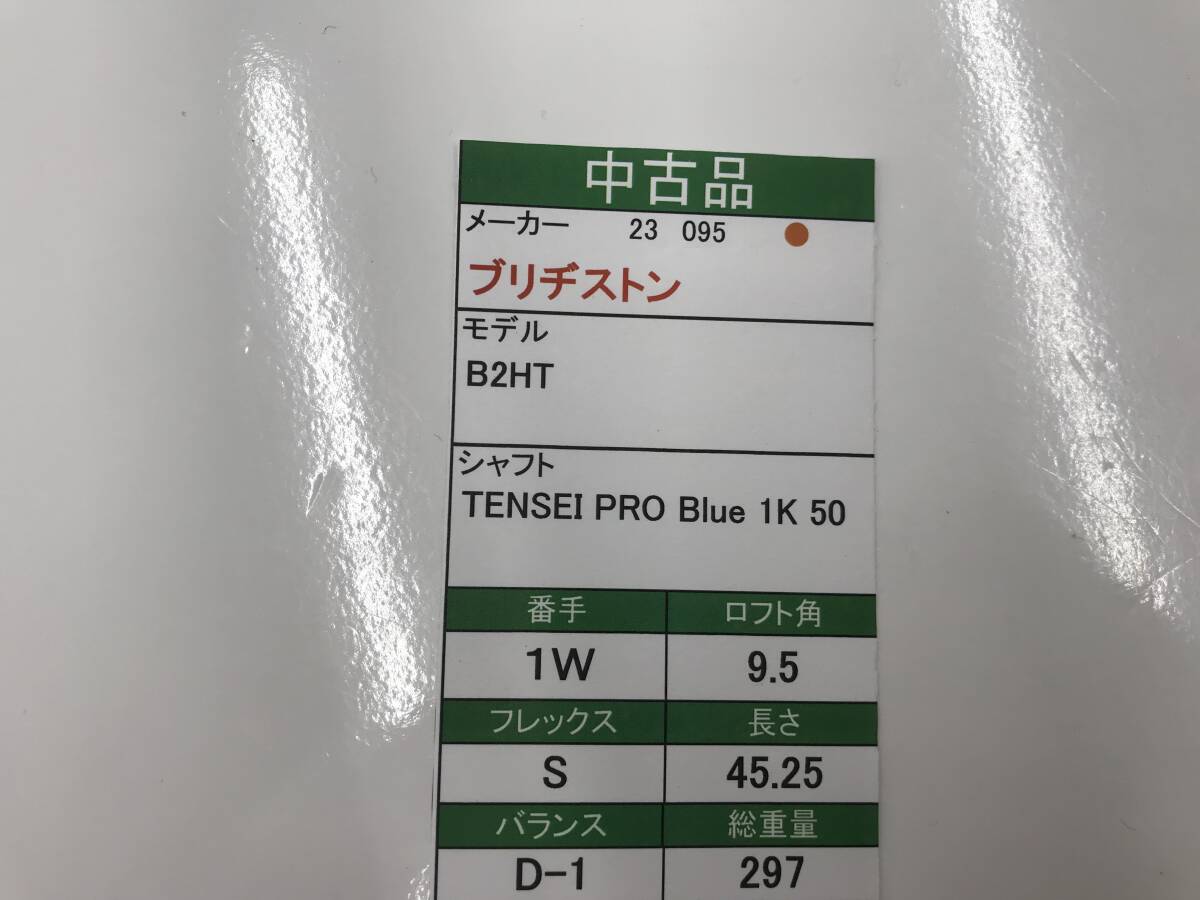 中古品
メーカー 23 095
ブリヂストン
モデル
B2HT
シャフト
TENSEI PRO Blue 1K 50
番手 ロフト角
1W 9.5
フレックス 長さ
S 45.25
バランス 総重量
D-1 297